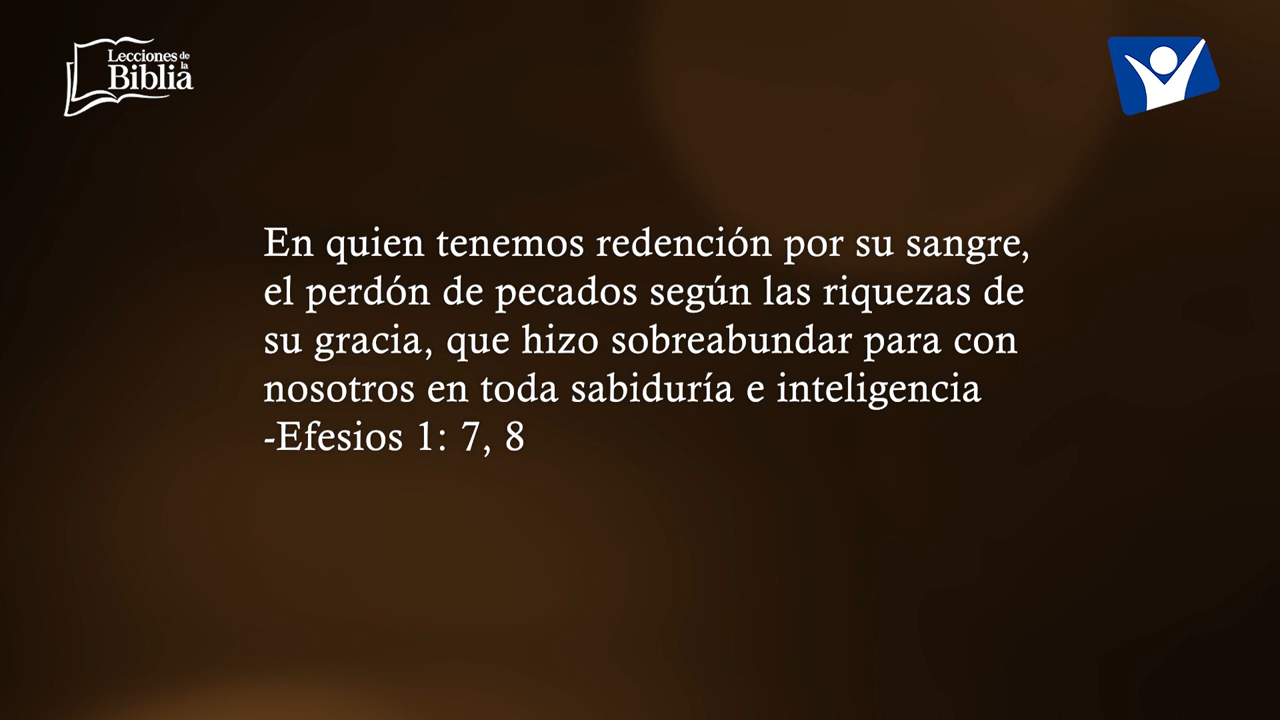 Lecciones de
la
Biblia
En quien tenemos redención por su sangre,
el perdón de pecados según las riquezas de
su gracia, que hizo sobreabundar para con
nosotros en toda sabiduría e inteligencia
-Efesios 1: 7, 8